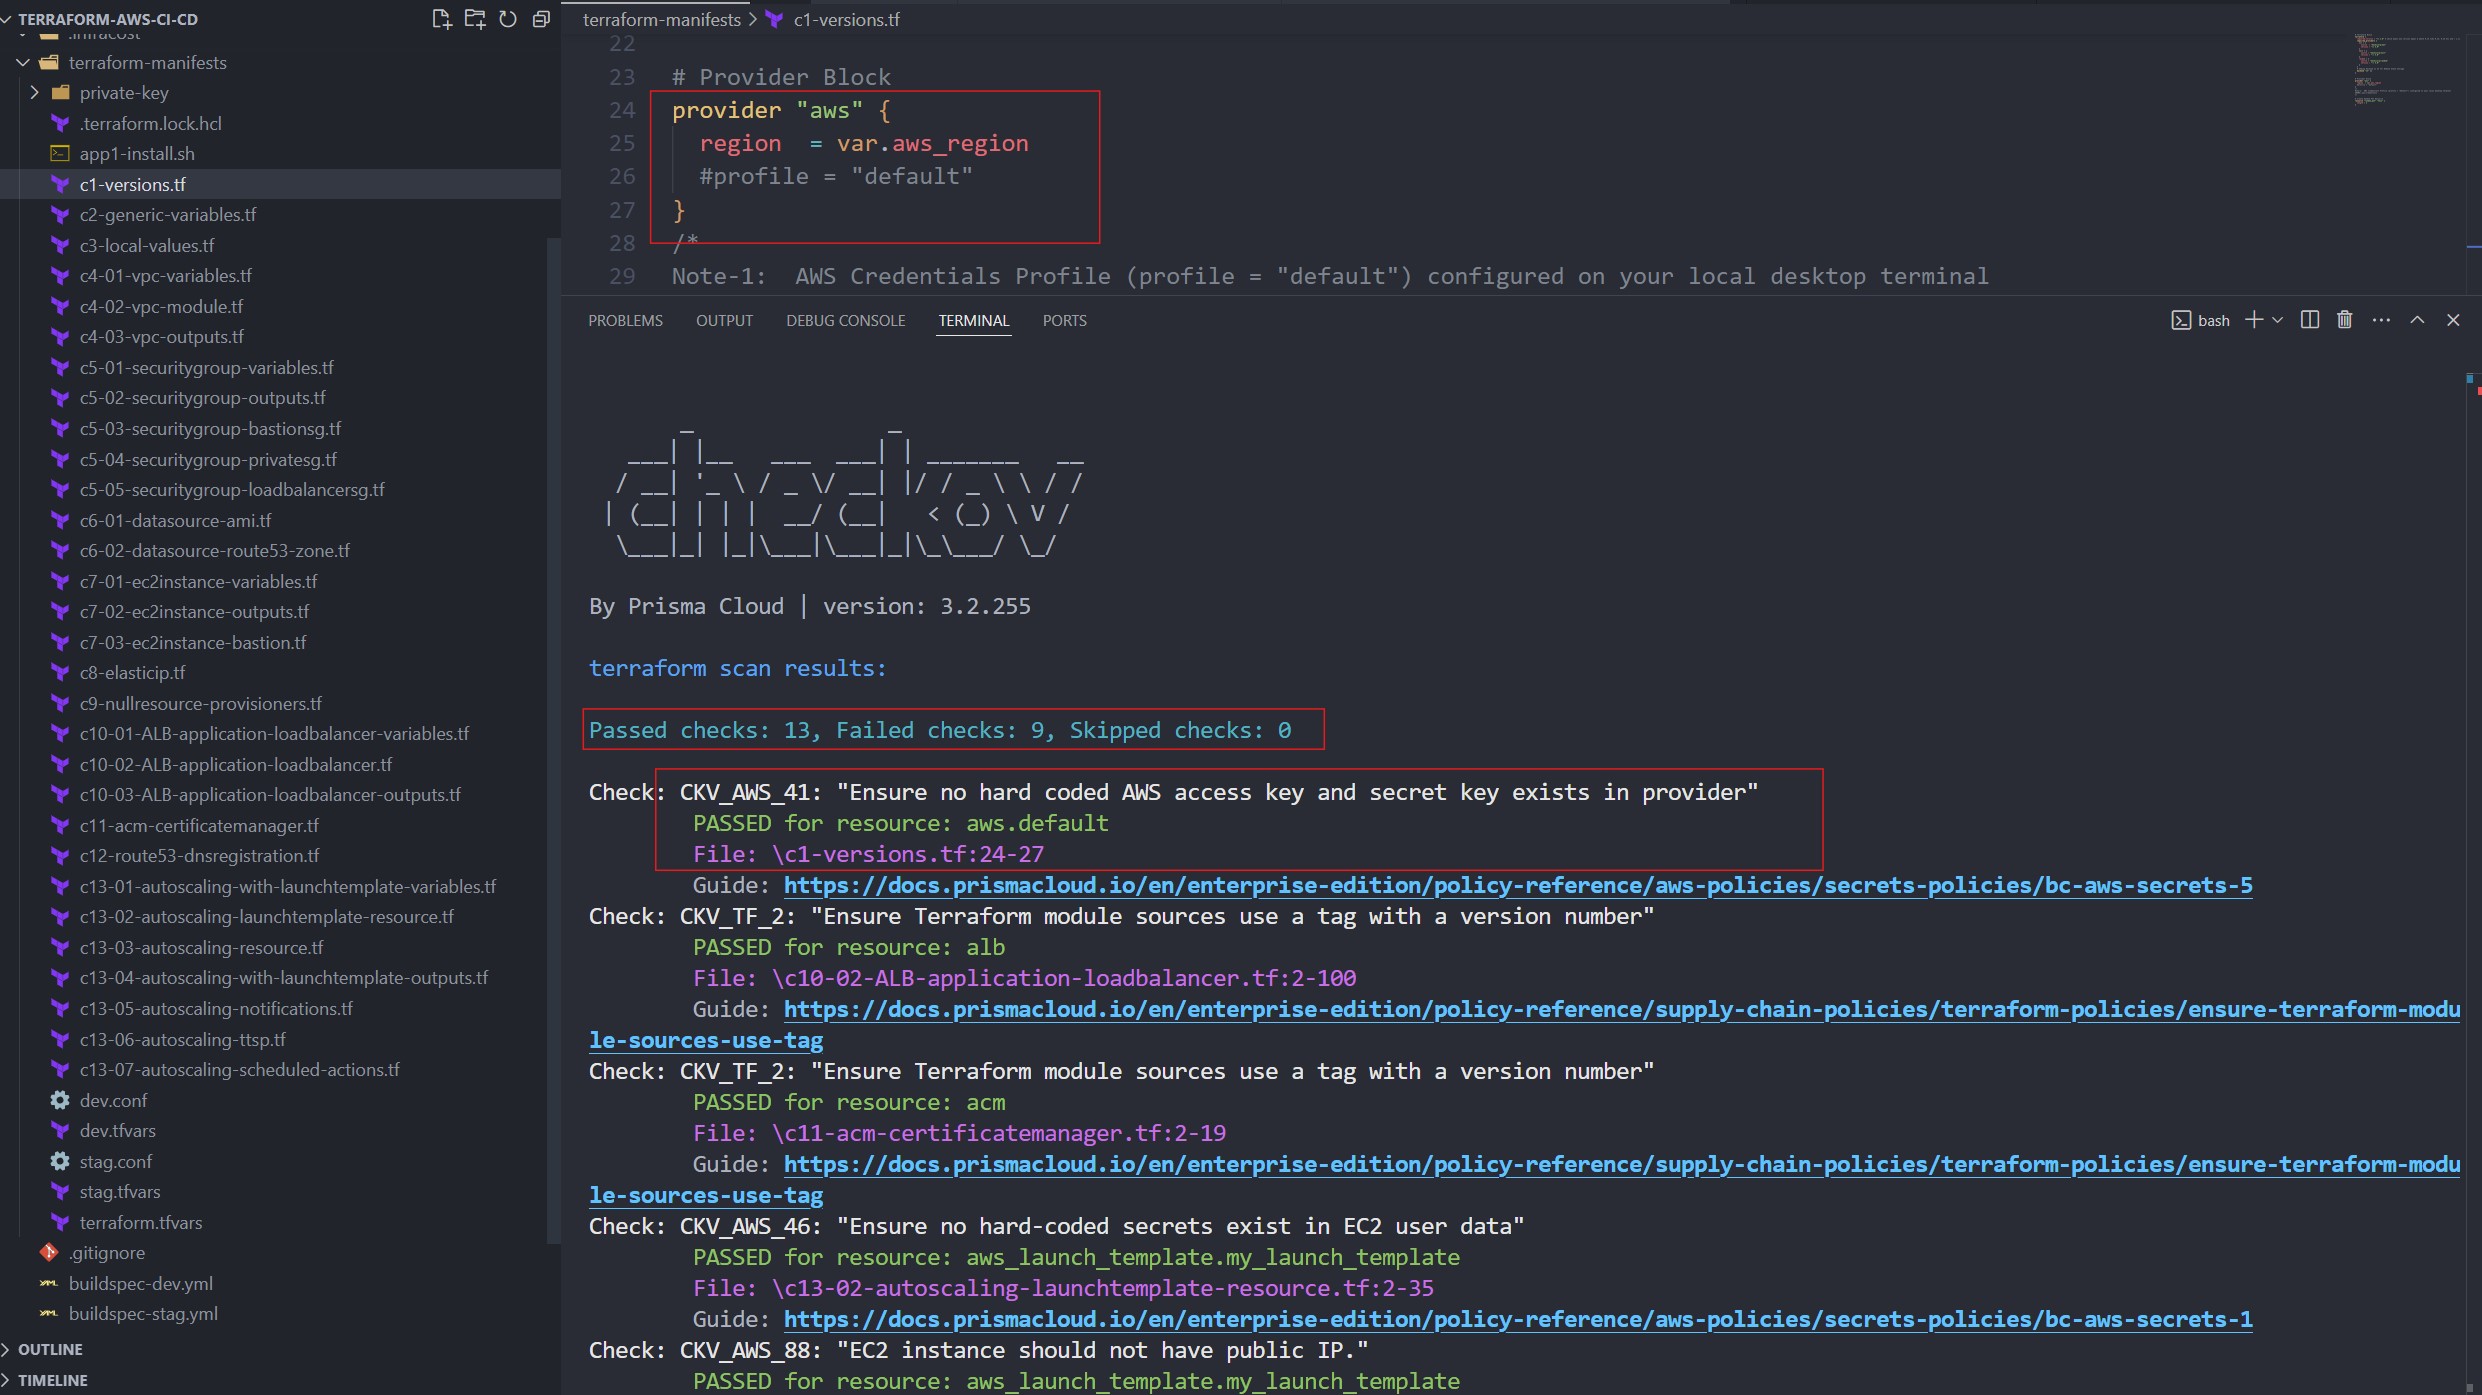 TERRAFORM-AWS-CI-CD
.infracost
terraform-manifests
private-key
.terraform.lock.hcl
app1-install.sh
c1-versions.tf
c2-generic-variables.tf
c3-local-values.tf
c4-01-vpc-variables.tf
c4-02-vpc-module.tf
c4-03-vpc-outputs.tf
c5-01-securitygroup-variables.tf
c5-02-securitygroup-outputs.tf
c5-03-securitygroup-bastionsg.tf
c5-04-securitygroup-privatesg.tf
c5-05-securitygroup-loadbalancersg.tf
c6-01-datasource-ami.tf
c6-02-datasource-route53-zone.tf
c7-01-ec2instance-variables.tf
c7-02-ec2instance-outputs.tf
c7-03-ec2instance-bastion.tf
c8-elasticip.tf
c9-nullresource-provisioners.tf
c10-01-ALB-application-loadbalancer-variables.tf
c10-02-ALB-application-loadbalancer.tf
c10-03-ALB-application-loadbalancer-outputs.tf
c11-acm-certificatemanager.tf
c12-route53-dnsregistration.tf
c13-01-autoscaling-with-launchtemplate-variables.tf
c13-02-autoscaling-launchtemplate-resource.tf
c13-03-autoscaling-resource.tf
c13-04-autoscaling-with-launchtemplate-outputs.tf
c13-05-autoscaling-notifications.tf
c13-06-autoscaling-ttsp.tf
c13-07-autoscaling-scheduled-actions.tf
dev.conf
dev.tfvars
stag.conf
stag.tfvars
terraform.tfvars
.gitignore
buildspec-dev.yml
buildspec-stag.yml
OUTLINE
TIMELINE
terraform-manifests > c1-versions.tf
22
23 # Provider Block
24 provider "aws" {
25 region  = var.aws_region
26 #profile = "default"
27 }
28 /*
29 Note-1:  AWS Credentials Profile (profile = "default") configured on your local desktop terminal
PROBLEMS OUTPUT DEBUG CONSOLE TERMINAL PORTS bash
checkov
By Prisma Cloud | version: 3.2.255
terraform scan results:
Passed checks: 13, Failed checks: 9, Skipped checks: 0
Check: CKV_AWS_41: "Ensure no hard coded AWS access key and secret key exists in provider"
PASSED for resource: aws.default
File: \c1-versions.tf:24-27
Guide: https://docs.prismacloud.io/en/enterprise-edition/policy-reference/aws-policies/secrets-policies/bc-aws-secrets-5
Check: CKV_TF_2: "Ensure Terraform module sources use a tag with a version number"
PASSED for resource: alb
File: \c10-02-ALB-application-loadbalancer.tf:2-100
Guide: https://docs.prismacloud.io/en/enterprise-edition/policy-reference/supply-chain-policies/terraform-policies/ensure-terraform-modu
le-sources-use-tag
Check: CKV_TF_2: "Ensure Terraform module sources use a tag with a version number"
PASSED for resource: acm
File: \c11-acm-certificatemanager.tf:2-19
Guide: https://docs.prismacloud.io/en/enterprise-edition/policy-reference/supply-chain-policies/terraform-policies/ensure-terraform-modu
le-sources-use-tag
Check: CKV_AWS_46: "Ensure no hard-coded secrets exist in EC2 user data"
PASSED for resource: aws_launch_template.my_launch_template
File: \c13-02-autoscaling-launchtemplate-resource.tf:2-35
Guide: https://docs.prismacloud.io/en/enterprise-edition/policy-reference/aws-policies/secrets-policies/bc-aws-secrets-1
Check: CKV_AWS_88: "EC2 instance should not have public IP."
PASSED for resource: aws_launch_template.my_launch_template